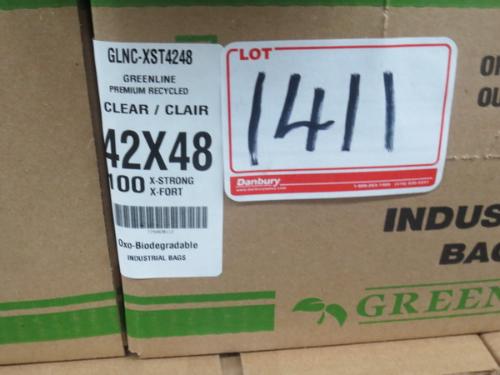 GLNC-XST4248
GREENLINE
PREMIUM RECYCLED
CLEAR / CLAIR
42X48
100 X-STRONG
X-FORT
Oxo-Biodegradable
INDUSTRIAL BAGS
LOT
1411
Danbury
INDUS
BAG
GREEN